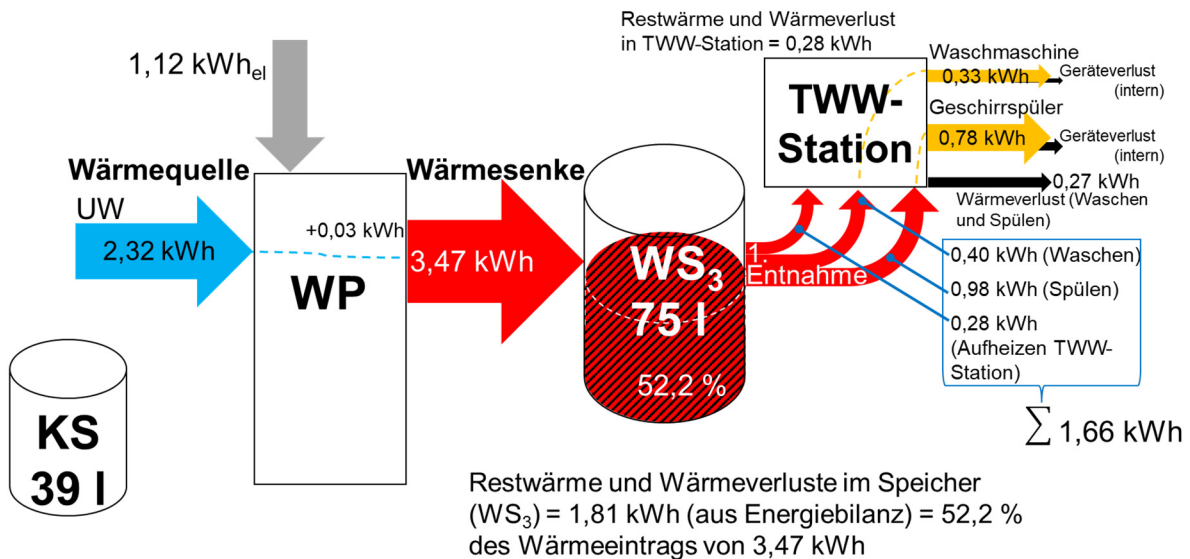 Restwärme und Wärmeverlust
in TWW-Station = 0,28 kWh
1,12 kWhel
Waschmaschine
0,33 kWh
Geräteverlust
(intern)
TWW-
Station
Geschirrspüler
0,78 kWh
Geräteverlust
(intern)
0,27 kWh
Wärmeverlust (Waschen
und Spülen)
Wärmequelle
Wärmesenke
UW
2,32 kWh
+0,03 kWh
3,47 kWh
WP
WS3
75 l
52,2 %
1.
Entnahme
0,40 kWh (Waschen)
0,98 kWh (Spülen)
0,28 kWh
(Aufheizen TWW-
Station)
∑ 1,66 kWh
KS
39 l
Restwärme und Wärmeverluste im Speicher
(WS3) = 1,81 kWh (aus Energiebilanz) = 52,2 %
des Wärmeeintrags von 3,47 kWh